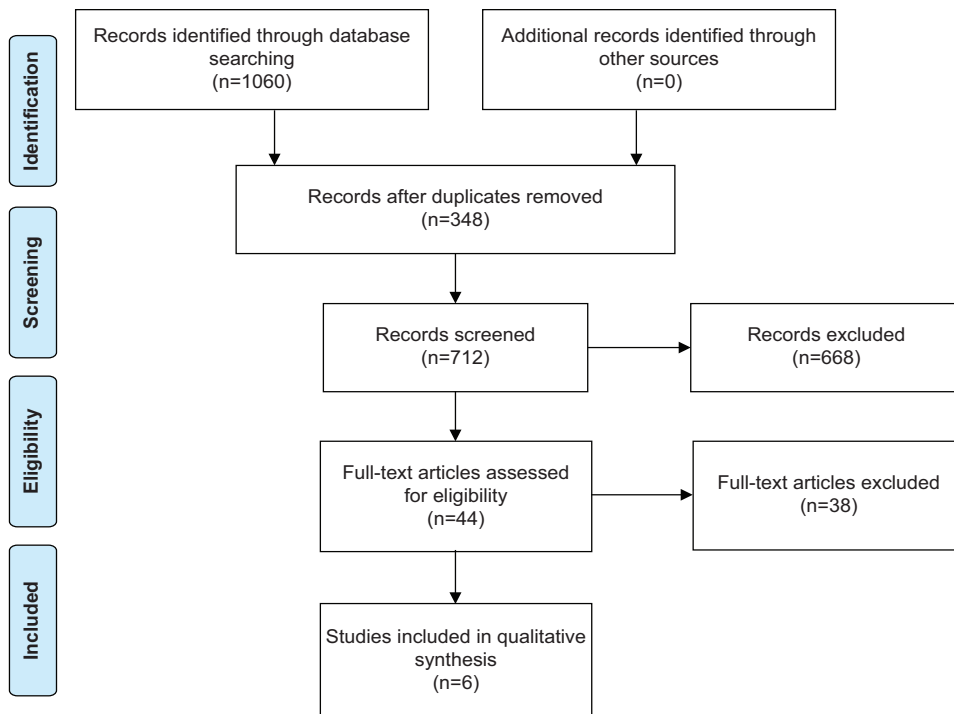 Identification
Records identified through database
searching
(n=1060)
Additional records identified through
other sources
(n=0)
Records after duplicates removed
(n=348)
Screening
Records screened
(n=712)
Records excluded
(n=668)
Eligibility
Full-text articles assessed
for eligibility
(n=44)
Full-text articles excluded
(n=38)
Included
Studies included in qualitative
synthesis
(n=6)